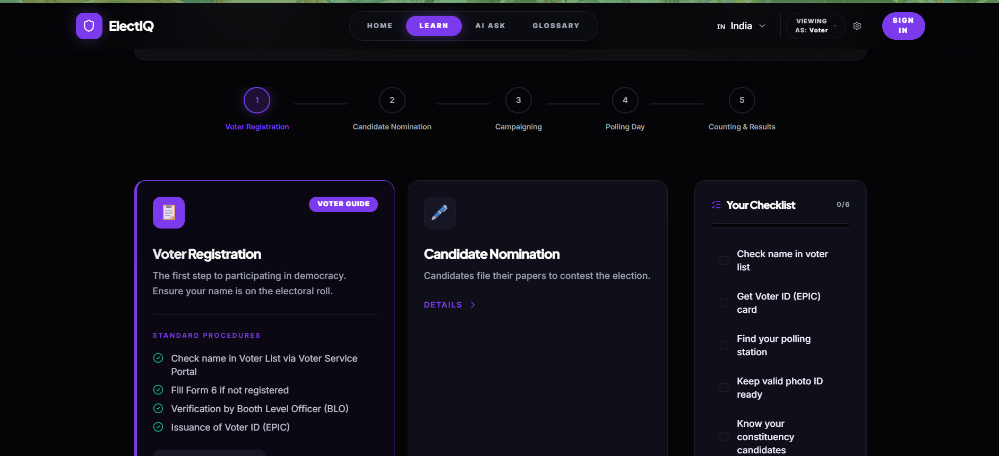 ElectIQ
HOME
LEARN
AI ASK
GLOSSARY
IN India
VIEWING
AS: Voter
SIGN
IN
1
2
3
4
5
Voter Registration
Candidate Nomination
Campaigning
Polling Day
Counting & Results
VOTER GUIDE
Voter Registration
The first step to participating in democracy.
Ensure your name is on the electoral roll.
STANDARD PROCEDURES
Check name in Voter List via Voter Service
Portal
Fill Form 6 if not registered
Verification by Booth Level Officer (BLO)
Issuance of Voter ID (EPIC)
Candidate Nomination
Candidates file their papers to contest the election.
DETAILS
Your Checklist
0/6
Check name in voter
list
Get Voter ID (EPIC)
card
Find your polling
station
Keep valid photo ID
ready
Know your
constituency
candidates